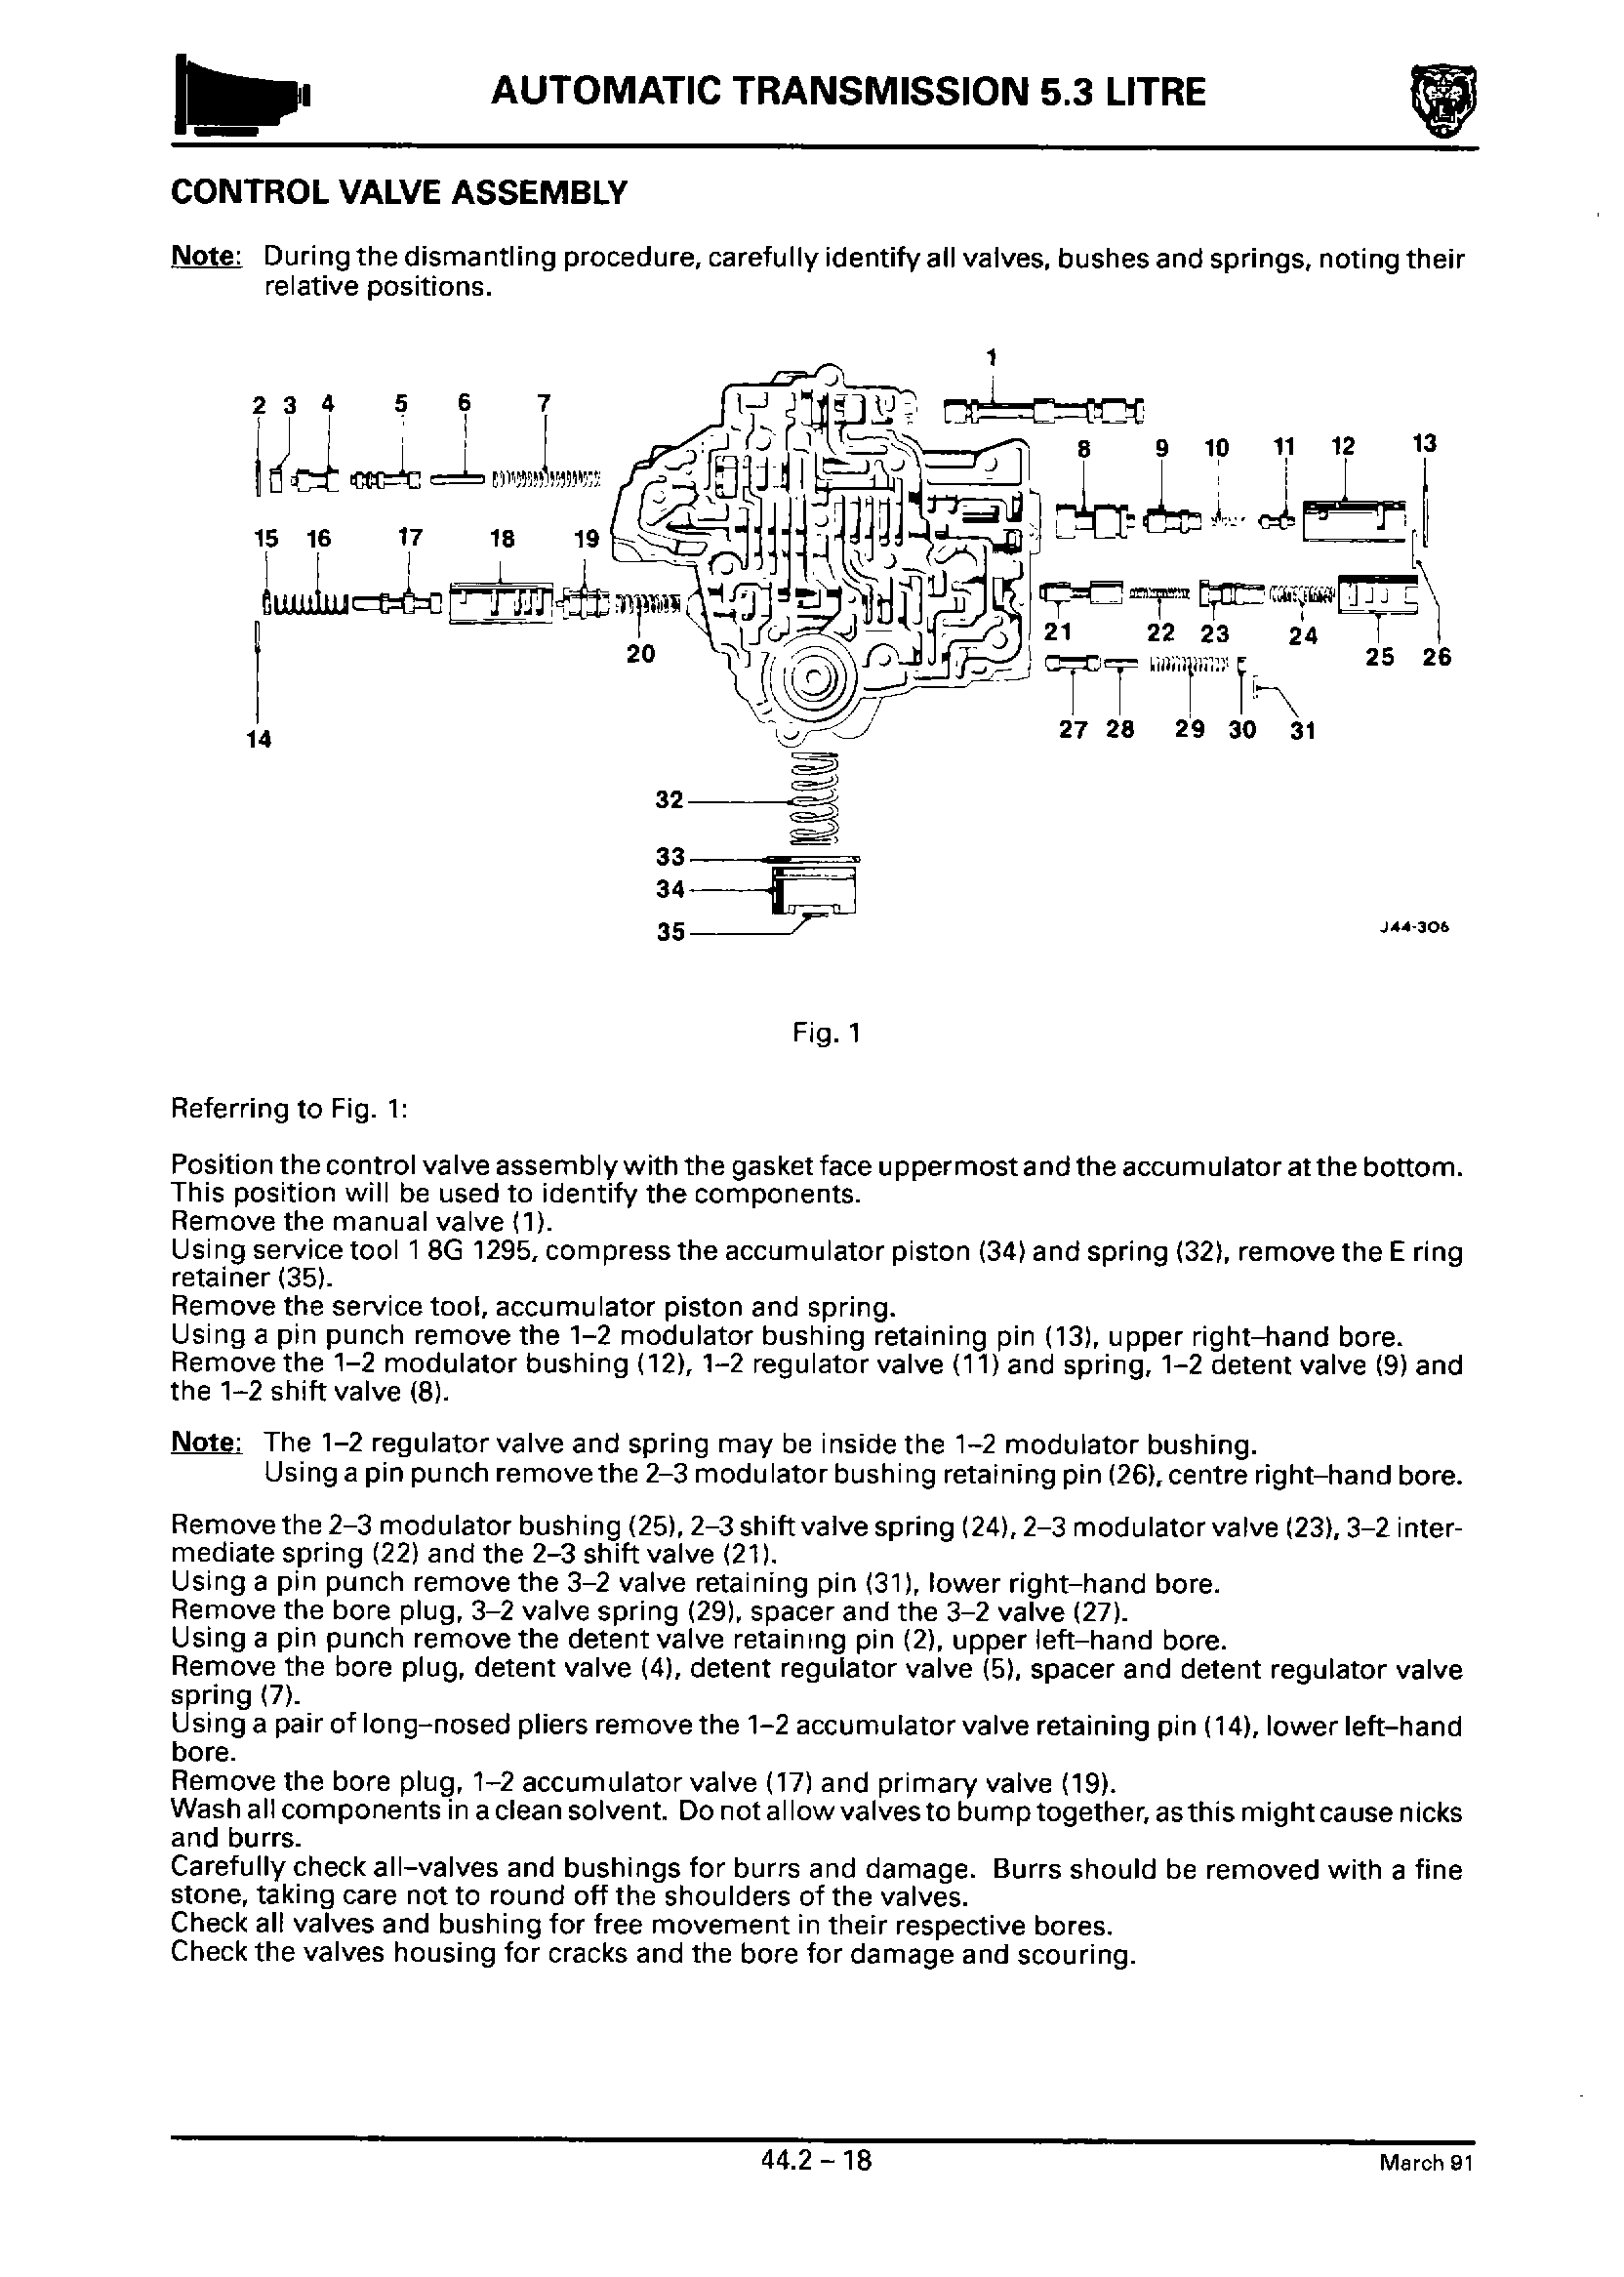 AUTOMATIC TRANSMISSION 5.3 LITRE
CONTROL VALVE ASSEMBLY
Note: During the dismantling procedure, carefully identify all valves, bushes and springs, noting their
relative positions.
1
2 3 4 5 6 7
8 9 10 11 12 13
15 16 17 18 19
20
21 22 23 24 25 26
14
27 28 29 30 31
32
33
34
35
J44-306
Fig. 1
Referring to Fig. 1:
Position the control valve assembly with the gasket face uppermost and the accumulator at the bottom.
This position will be used to identify the components.
Remove the manual valve (1).
Using service tool 1 8G 1295, compress the accumulator piston (34) and spring (32), remove the E ring
retainer (35).
Remove the service tool, accumulator piston and spring.
Using a pin punch remove the 1–2 modulator bushing retaining pin (13), upper right–hand bore.
Remove the 1–2 modulator bushing (12), 1–2 regulator valve (11) and spring, 1–2 detent valve (9) and
the 1–2 shift valve (8).
Note: The 1–2 regulator valve and spring may be inside the 1–2 modulator bushing.
Using a pin punch remove the 2–3 modulator bushing retaining pin (26), centre right–hand bore.
Remove the 2–3 modulator bushing (25), 2–3 shift valve spring (24), 2–3 modulator valve (23), 3–2 inter-
mediate spring (22) and the 2–3 shift valve (21).
Using a pin punch remove the 3–2 valve retaining pin (31), lower right–hand bore.
Remove the bore plug, 3–2 valve spring (29), spacer and the 3–2 valve (27).
Using a pin punch remove the detent valve retaining pin (2), upper left–hand bore.
Remove the bore plug, detent valve (4), detent regulator valve (5), spacer and detent regulator valve
spring (7).
Using a pair of long–nosed pliers remove the 1–2 accumulator valve retaining pin (14), lower left–hand
bore.
Remove the bore plug, 1–2 accumulator valve (17) and primary valve (19).
Wash all components in a clean solvent. Do not allow valves to bump together, as this might cause nicks
and burrs.
Carefully check all–valves and bushings for burrs and damage. Burrs should be removed with a fine
stone, taking care not to round off the shoulders of the valves.
Check all valves and bushing for free movement in their respective bores.
Check the valves housing for cracks and the bore for damage and scouring.
44.2 – 18
March 91